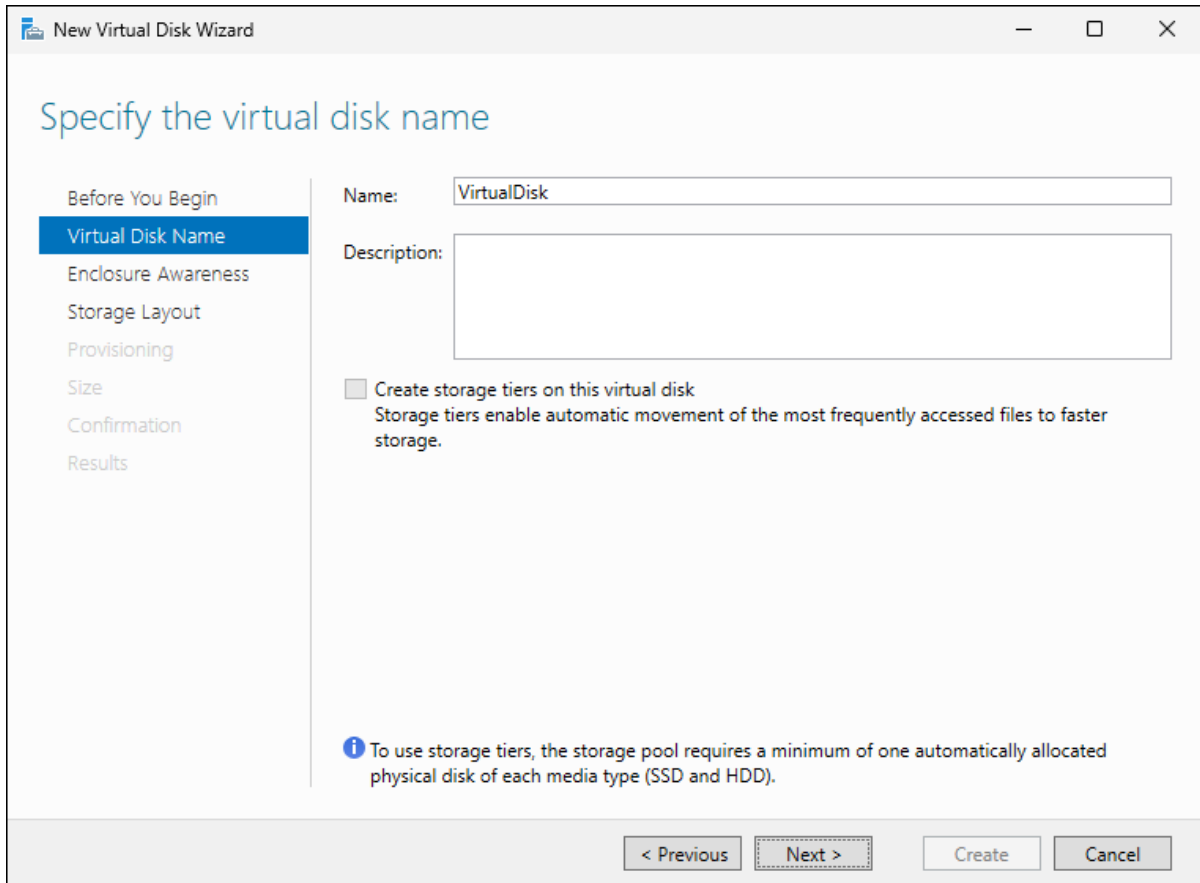 New Virtual Disk Wizard
Specify the virtual disk name
Before You Begin
Virtual Disk Name
Enclosure Awareness
Storage Layout
Provisioning
Size
Confirmation
Results
Name:
VirtualDisk
Description:
Create storage tiers on this virtual disk
Storage tiers enable automatic movement of the most frequently accessed files to faster
storage.
To use storage tiers, the storage pool requires a minimum of one automatically allocated
physical disk of each media type (SSD and HDD).
< Previous
Next >
Create
Cancel